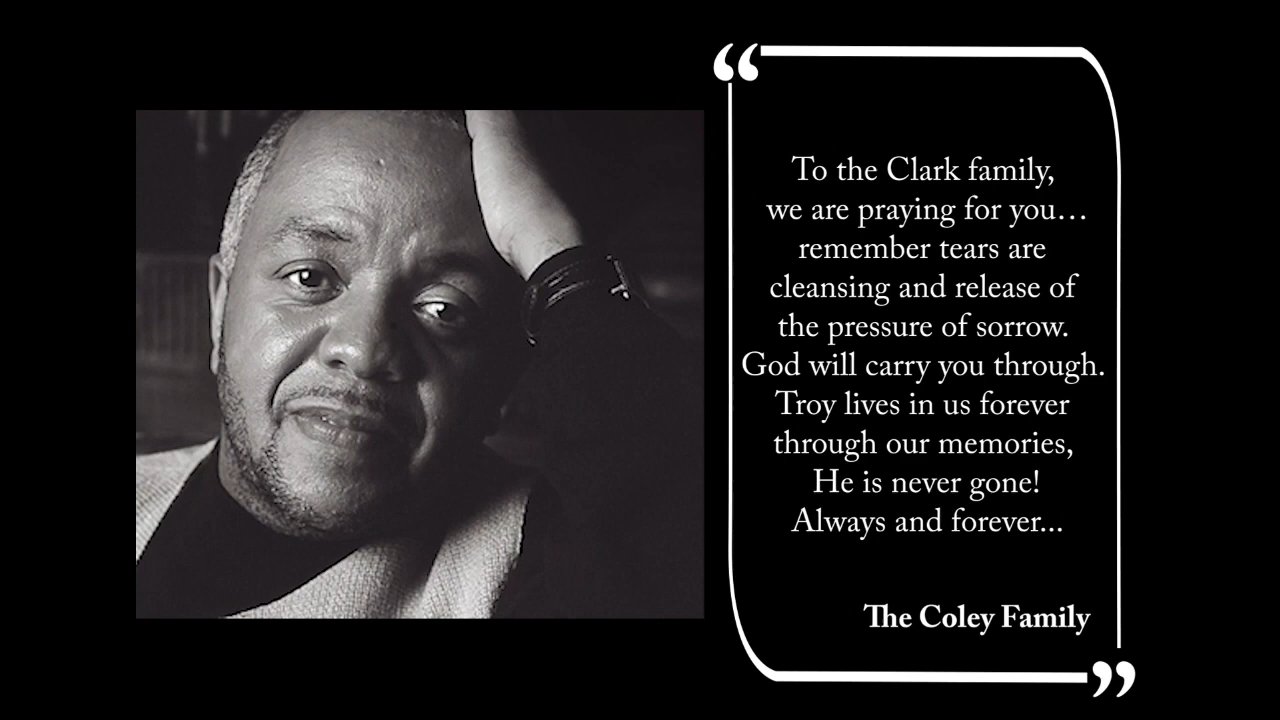 To the Clark family,
we are praying for you…
remember tears are
cleansing and release of
the pressure of sorrow.
God will carry you through.
Troy lives in us forever
through our memories,
He is never gone!
Always and forever...
The Coley Family